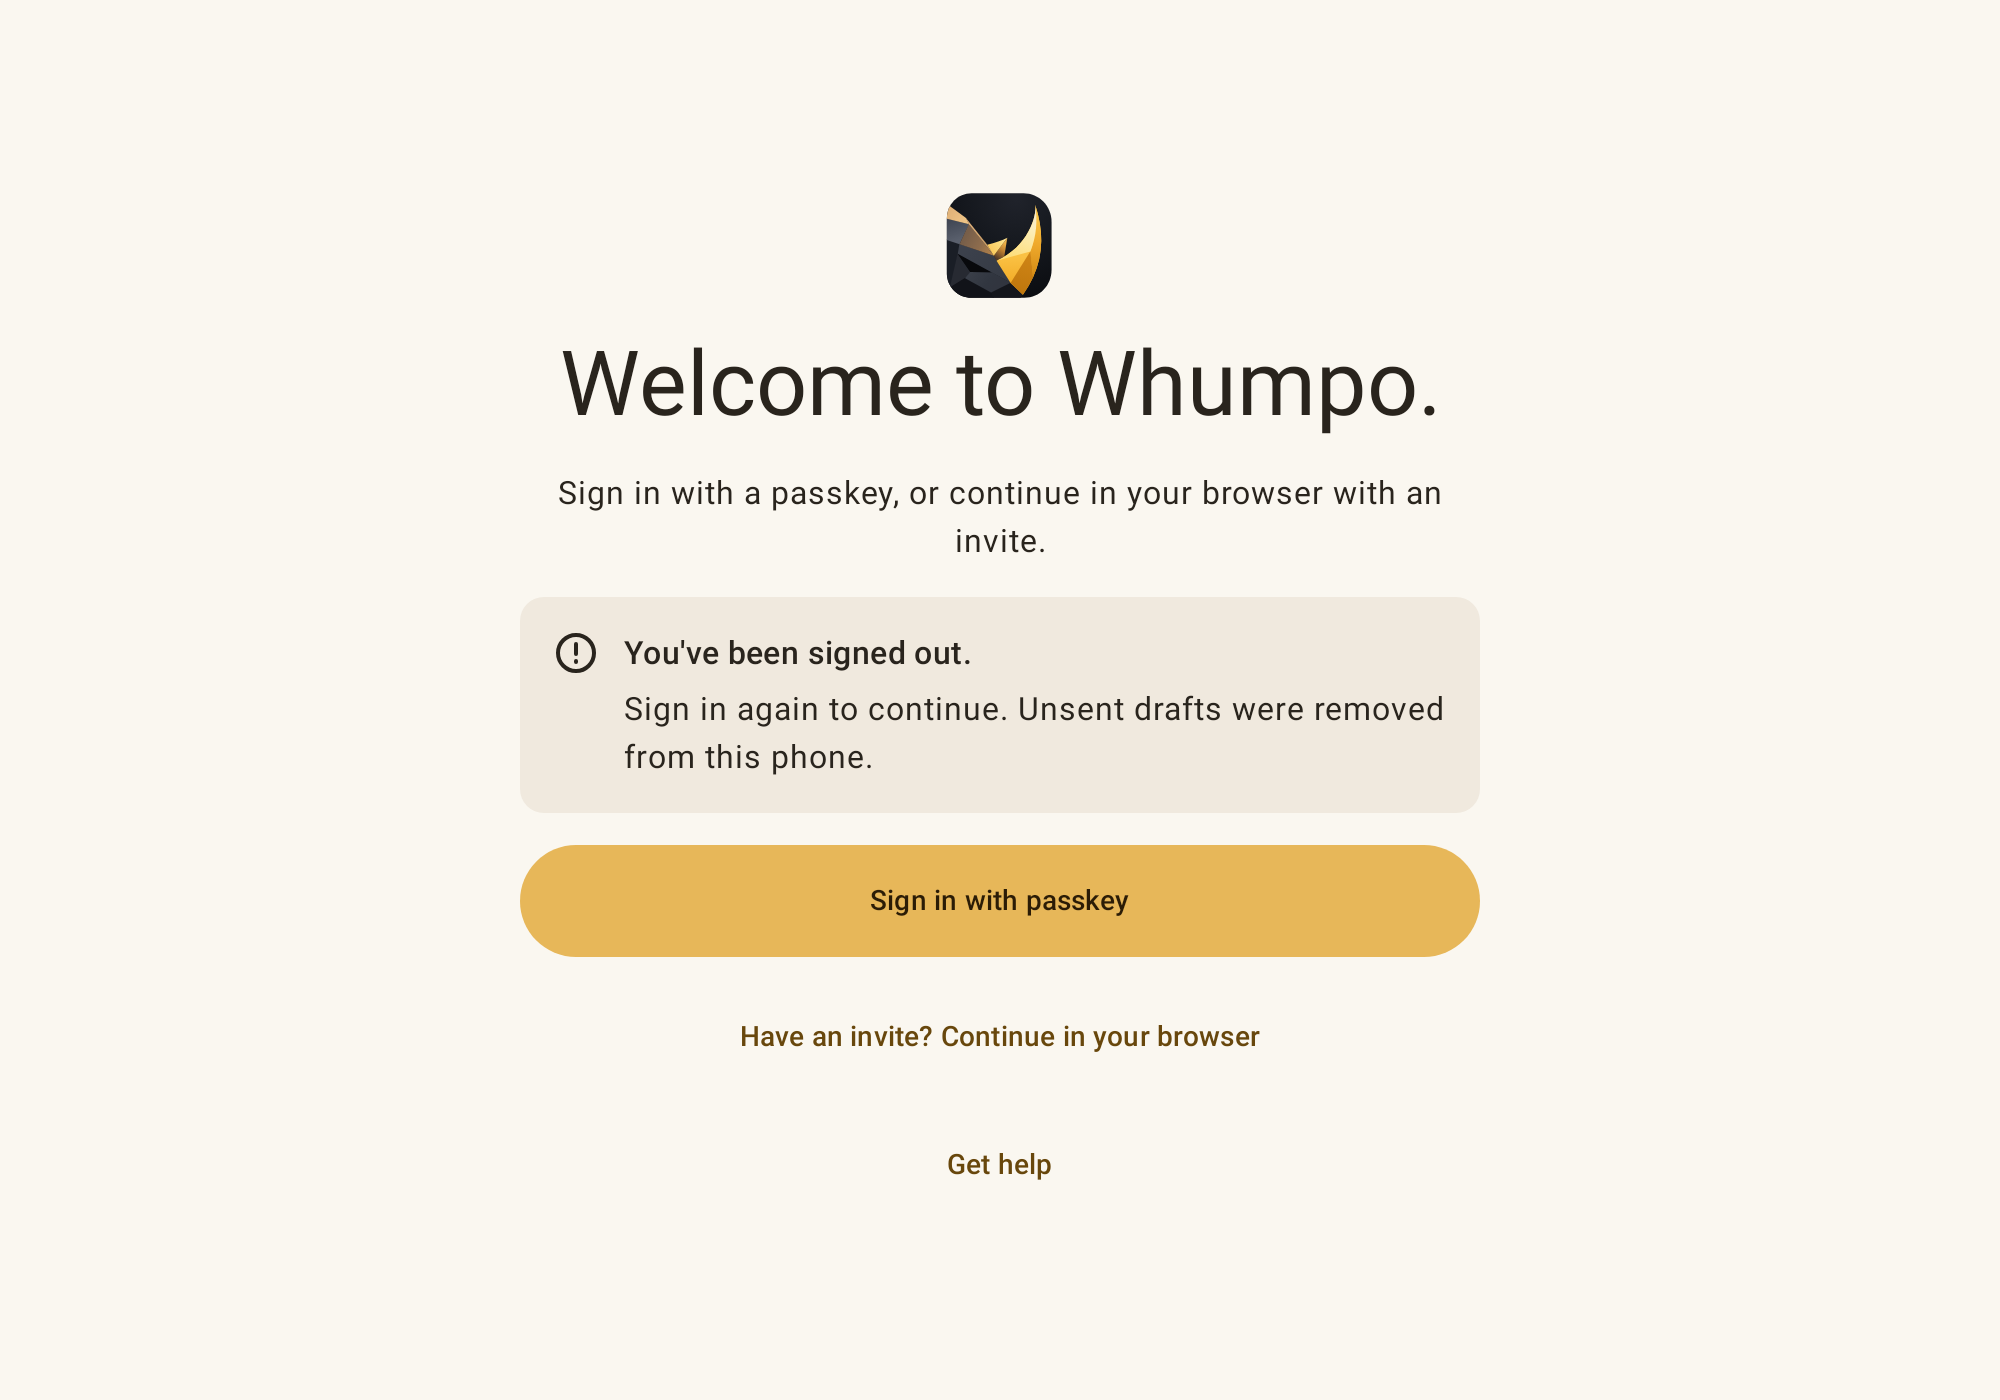 Welcome to Whumpo.
Sign in with a passkey, or continue in your browser with an
invite.
You've been signed out.
Sign in again to continue. Unsent drafts were removed
from this phone.
Sign in with passkey
Have an invite? Continue in your browser
Get help